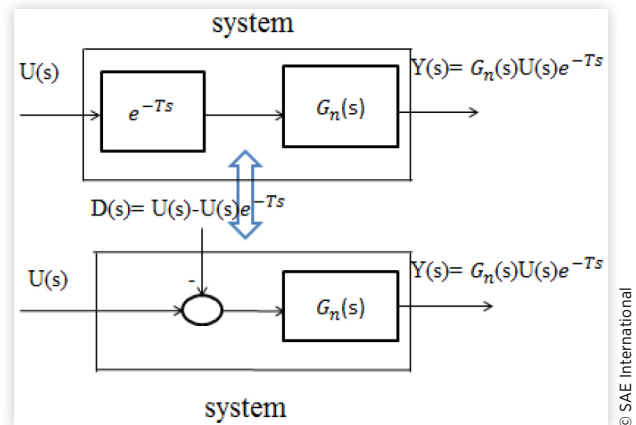 system
U(s)
Y(s)= Gₙ(s)U(s)e⁻ᵀˢ
e⁻ᵀˢ
Gₙ(s)
D(s)= U(s)-U(s)e⁻ᵀˢ
U(s)
-
Y(s)= Gₙ(s)U(s)e⁻ᵀˢ
Gₙ(s)
system
© SAE International